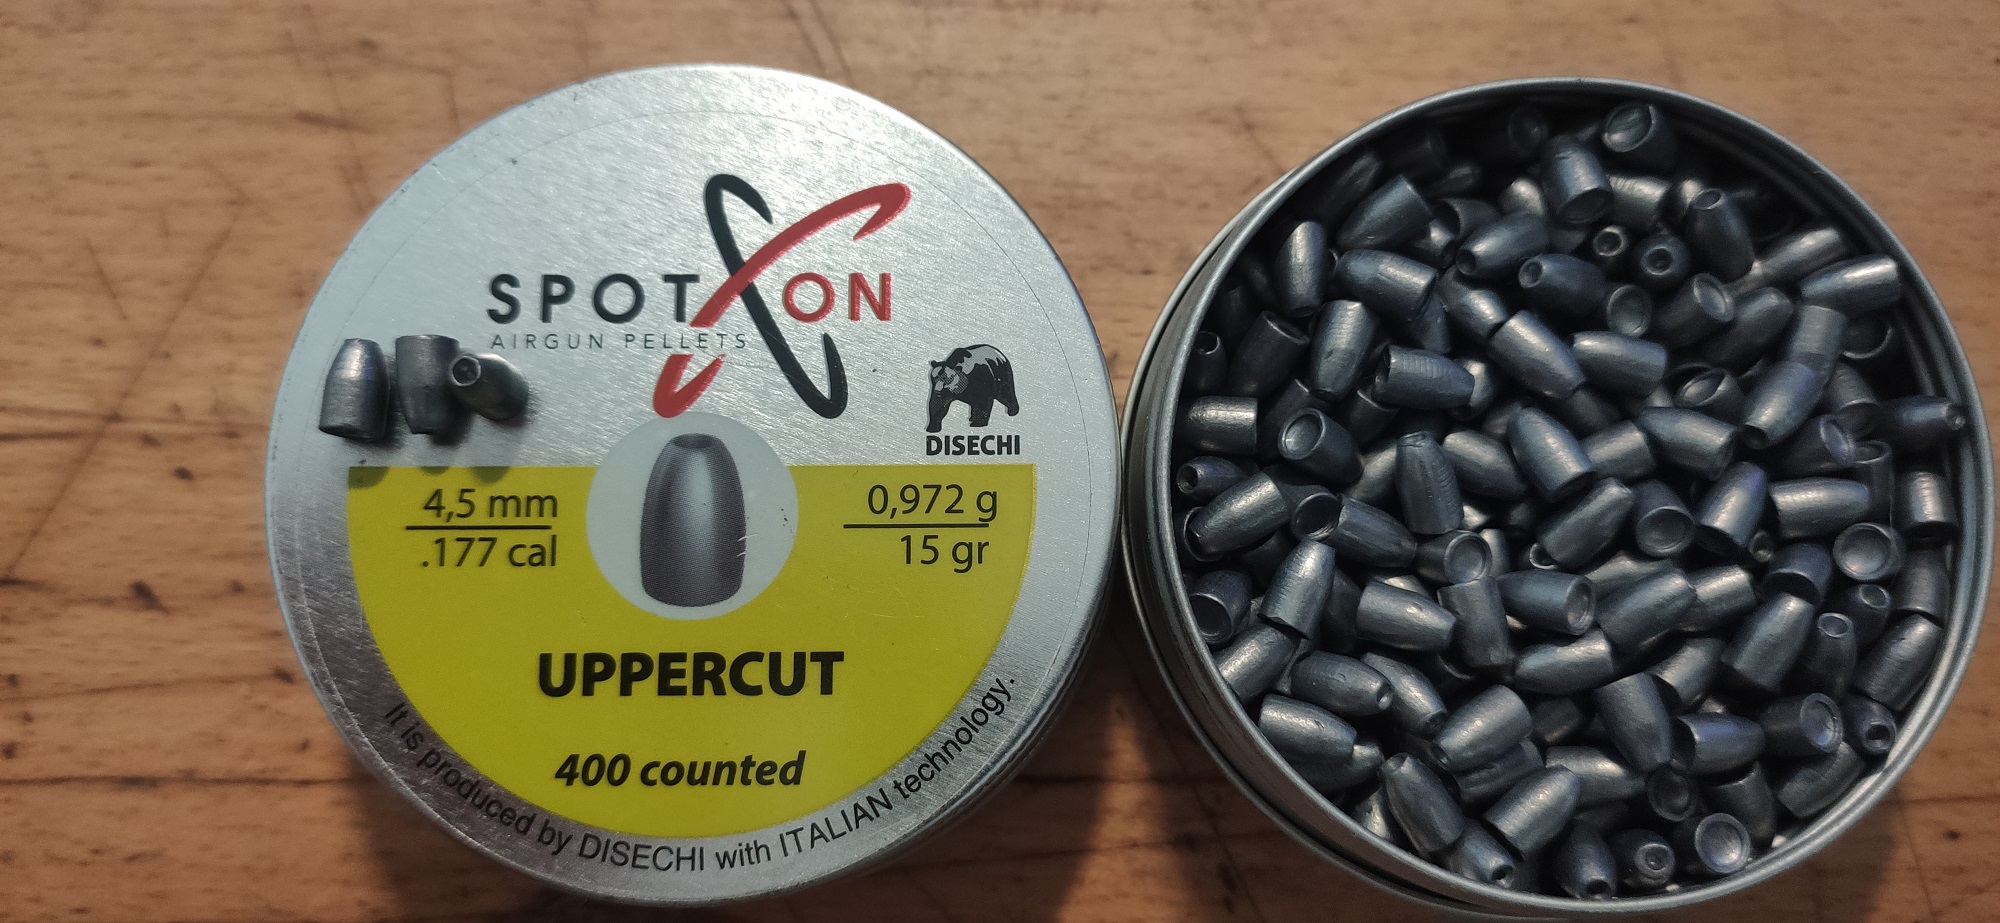 SPOT ON
AIRGUN PELLETS
DISECHI
4,5 mm
.177 cal
0,972 g
15 gr
UPPERCUT
400 counted
It is produced by DISECHI with ITALIAN technology.